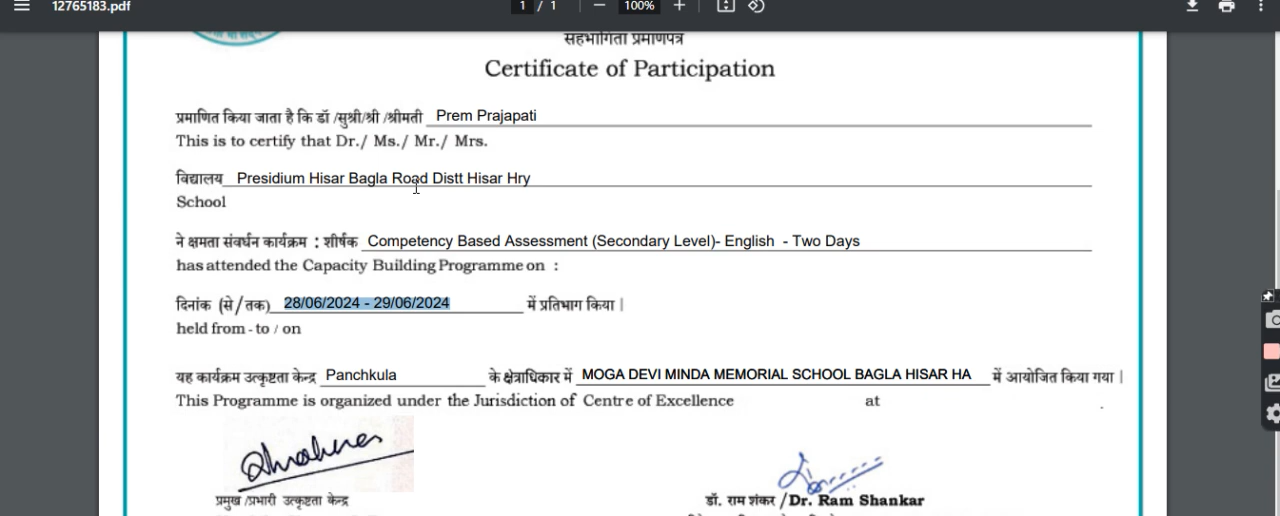 12765183.pdf 1 / 1 100%
सहभागिता प्रमाणपत्र
Certificate of Participation
प्रमाणित किया जाता है कि डॉ /सुश्री/श्री /श्रीमती Prem Prajapati
This is to certify that Dr./ Ms./ Mr./ Mrs.
विद्यालय Presidium Hisar Bagla Road Distt Hisar Hry
School
ने क्षमता संवर्धन कार्यक्रम : शीर्षक Competency Based Assessment (Secondary Level)- English - Two Days
has attended the Capacity Building Programme on :
दिनांक (से/तक) 28/06/2024 - 29/06/2024 में प्रतिभाग किया |
held from - to / on
यह कार्यक्रम उत्कृष्टता केन्द्र Panchkula के क्षेत्राधिकार में MOGA DEVI MINDA MEMORIAL SCHOOL BAGLA HISAR HA में आयोजित किया गया |
This Programme is organized under the Jurisdiction of Centre of Excellence at .
प्रमुख /प्रभारी उत्कृष्टता केन्द्र
डॉ. राम शंकर /Dr. Ram Shankar